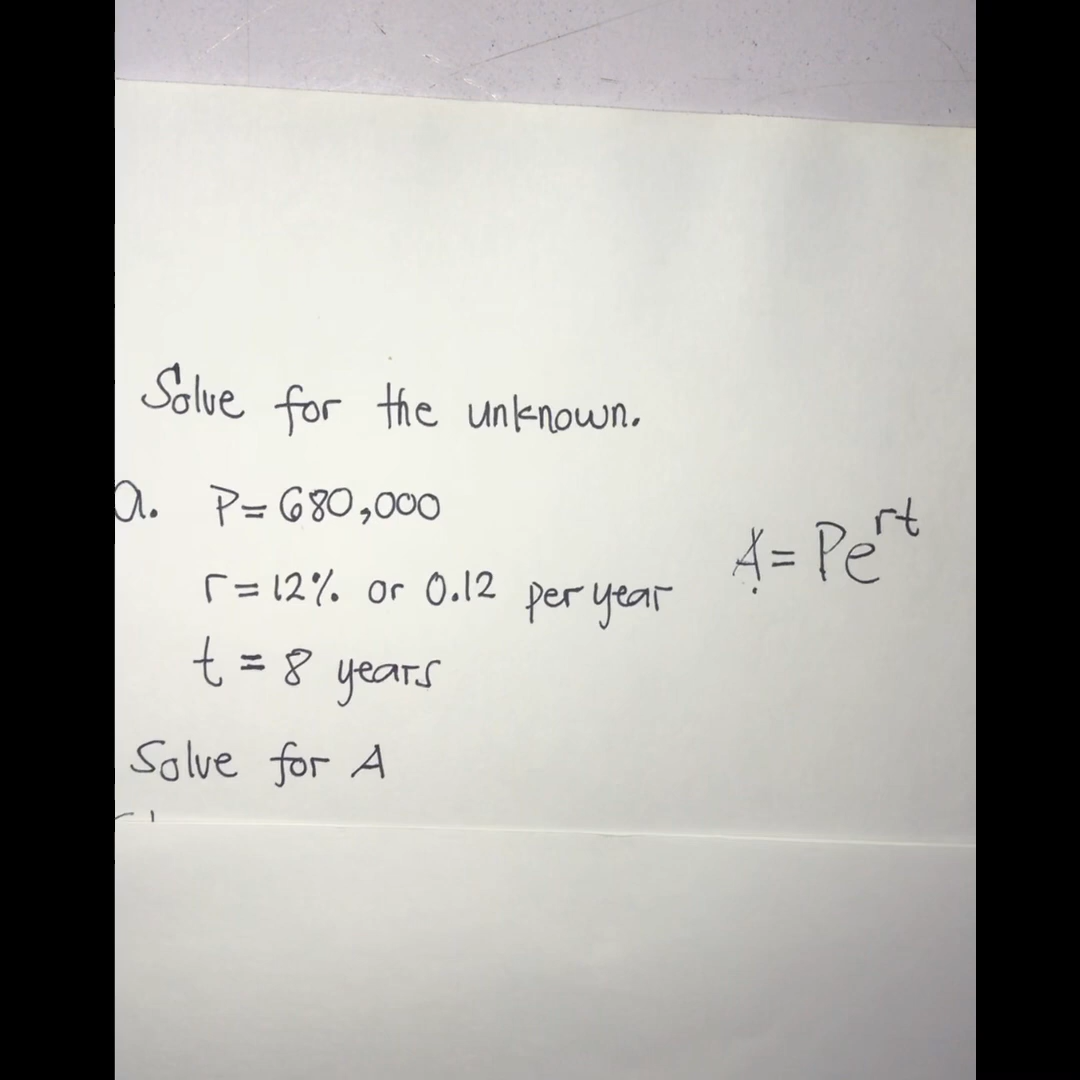 Solve for the unknown.
a. P = 680,000
r = 12% or 0.12 per year
t = 8 years
A = Pe^rt
Solve for A